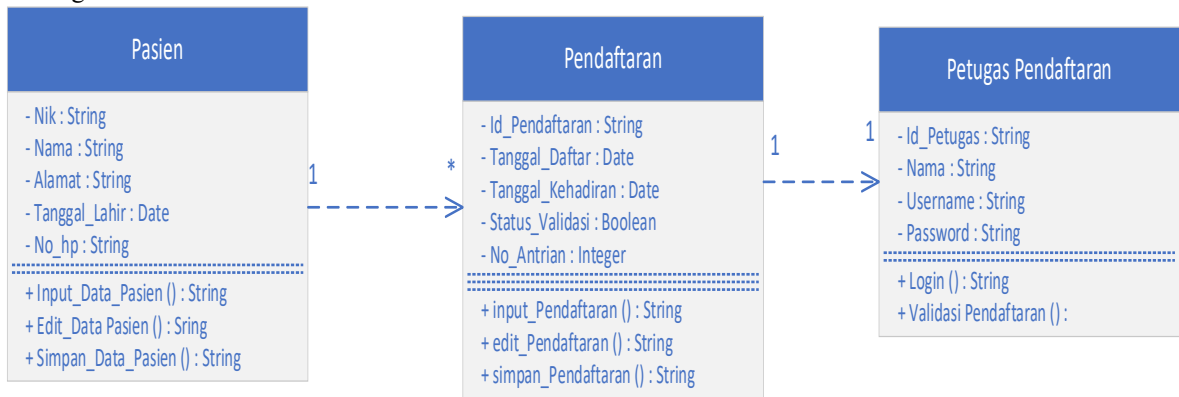 Pasien
- Nik : String
- Nama : String
- Alamat : String
- Tanggal_Lahir : Date
- No_hp : String
+ Input_Data_Pasien () : String
+ Edit_Data Pasien () : Sring
+ Simpan_Data_Pasien () : String
1
*
Pendaftaran
- Id_Pendaftaran : String
- Tanggal_Daftar : Date
- Tanggal_Kehadiran : Date
- Status_Validasi : Boolean
- No_Antrian : Integer
+ input_Pendaftaran () : String
+ edit_Pendaftaran () : String
+ simpan_Pendaftaran () : String
1
1
Petugas Pendaftaran
- Id_Petugas : String
- Nama : String
- Username : String
- Password : String
+ Login () : String
+ Validasi Pendaftaran () :